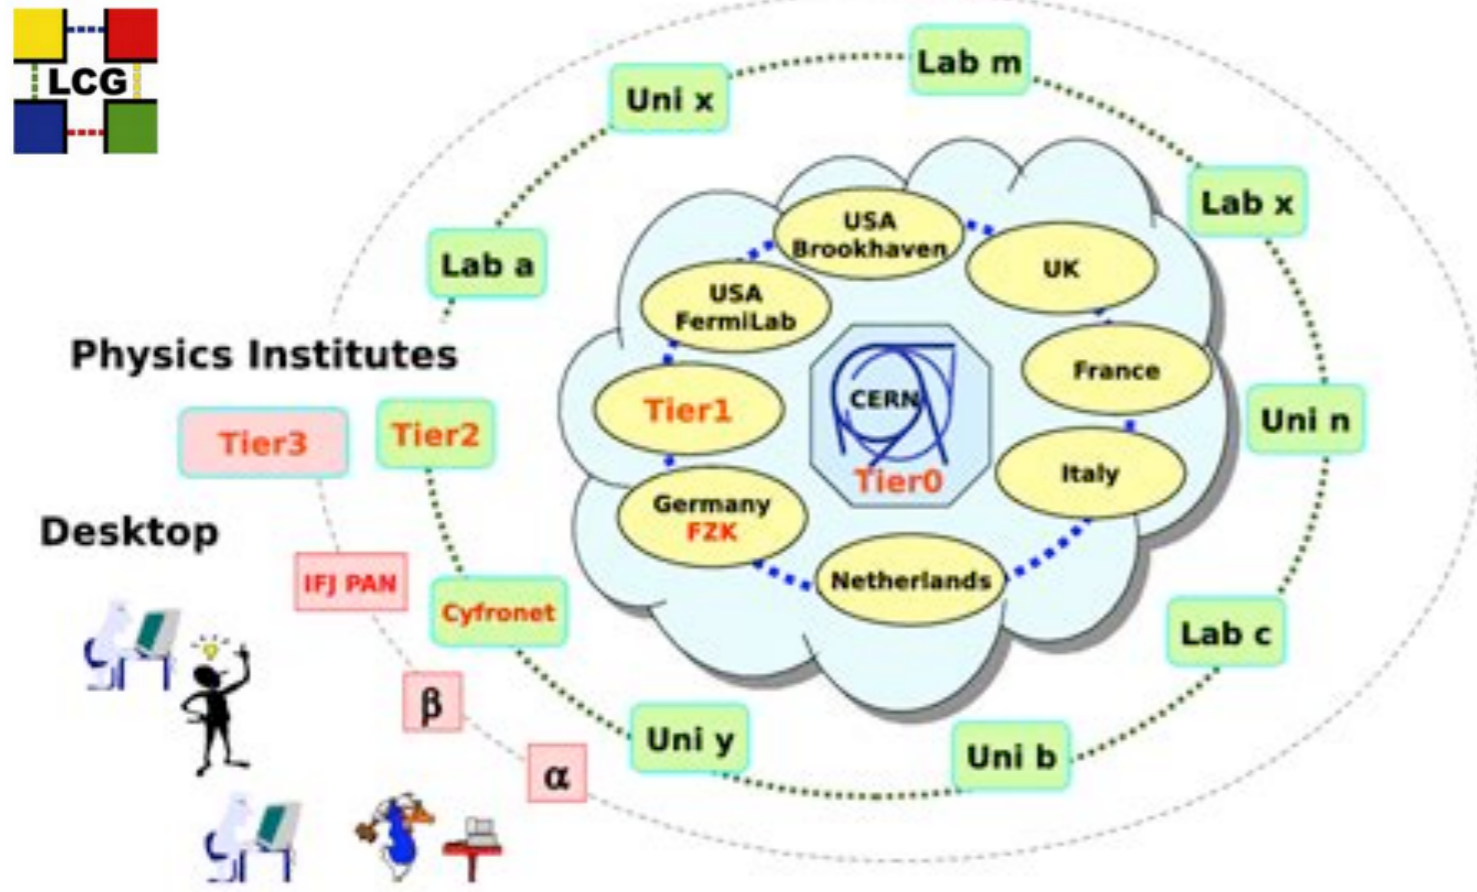 LCG
Lab m
Uni x
Lab x
USA
Brookhaven
UK
Lab a
USA
FermiLab
Physics Institutes
France
CERN
Tier1
Tier3
Tier2
Uni n
Tier0
Italy
Germany
FZK
Desktop
IFJ PAN
Netherlands
Cyfronet
Lab c
β
Uni y
Uni b
α